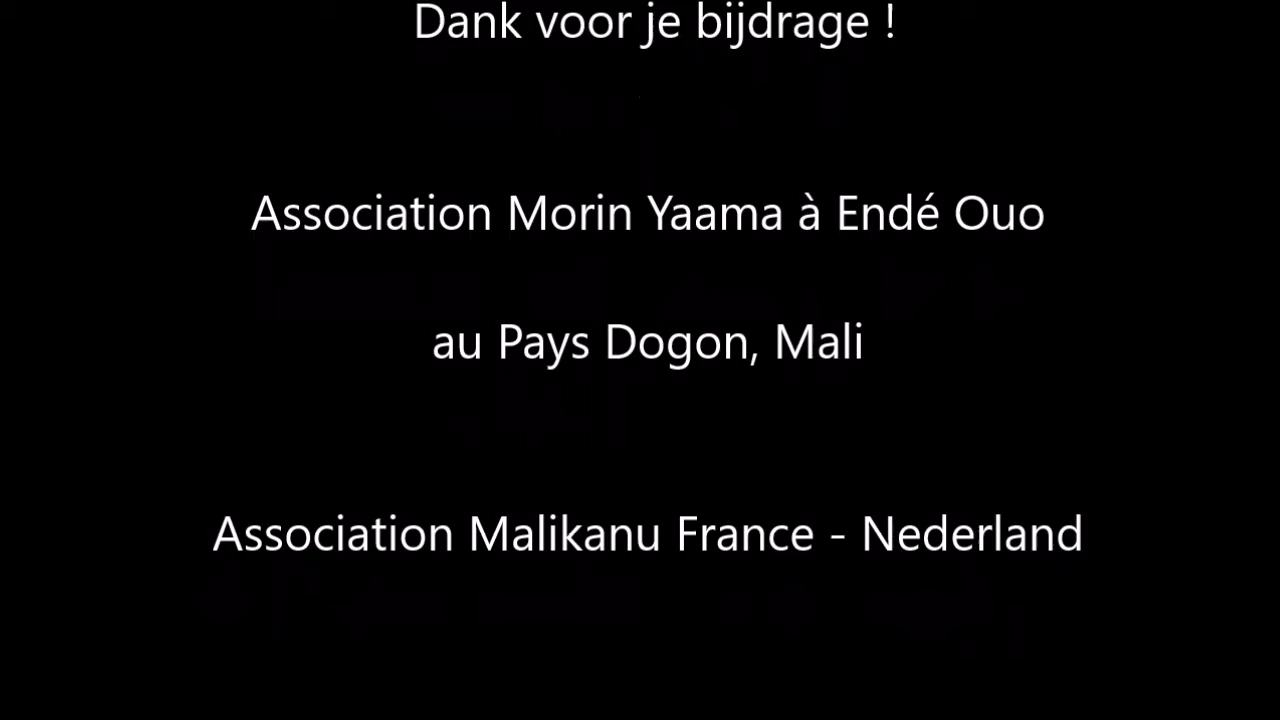 Dank voor je bijdrage !
Association Morin Yaama à Endé Ouo
au Pays Dogon, Mali
Association Malikanu France - Nederland